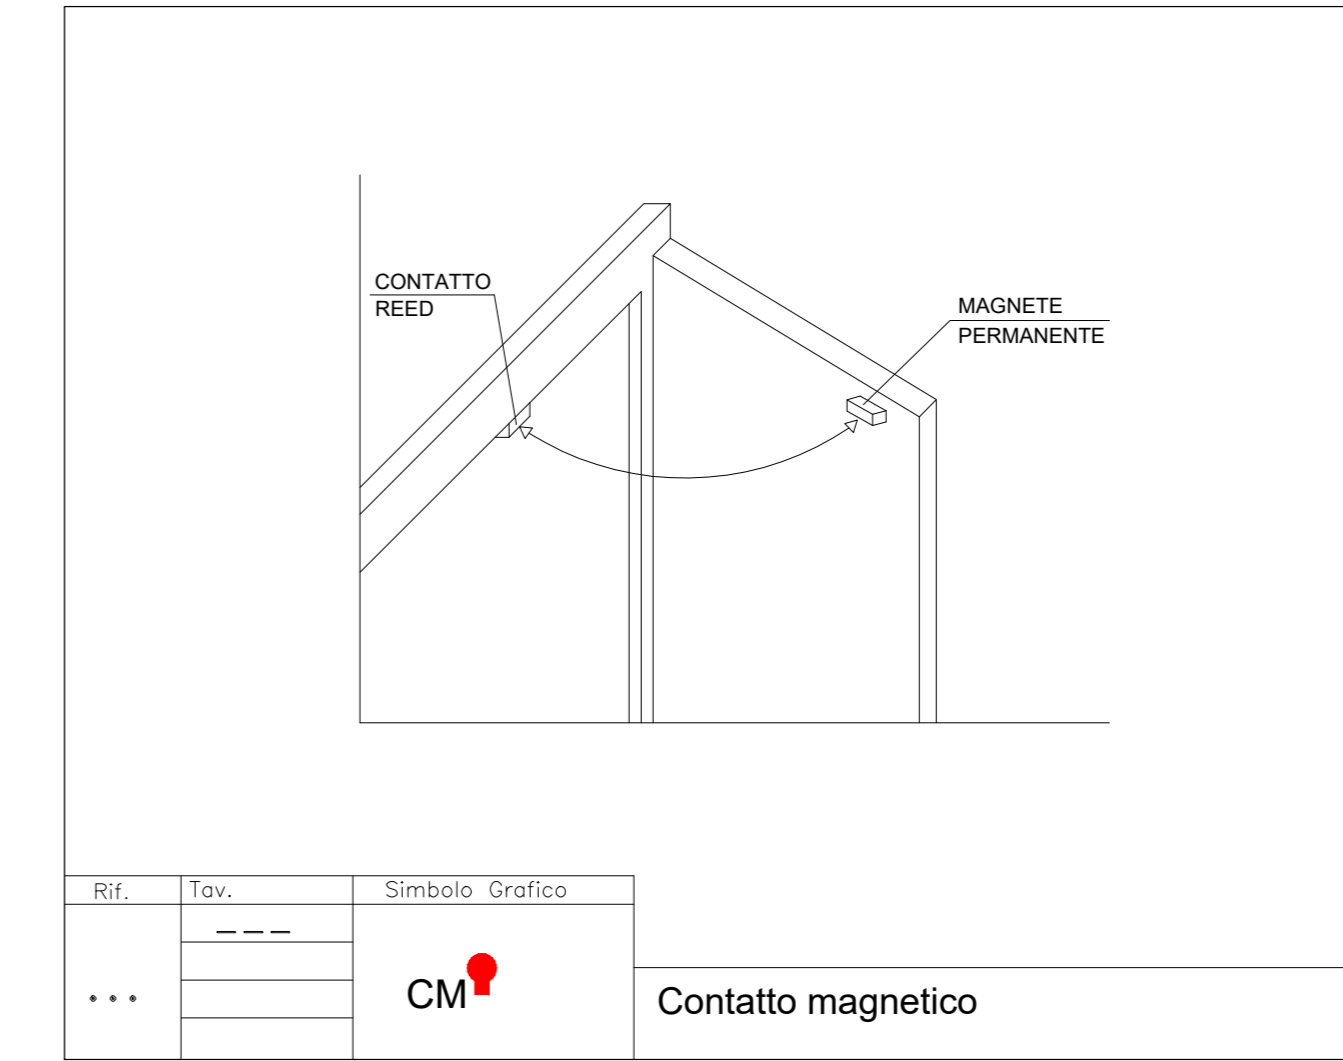 CONTATTO
REED
MAGNETE
PERMANENTE
Rif.
Tav.
Simbolo Grafico
CM
Contatto magnetico